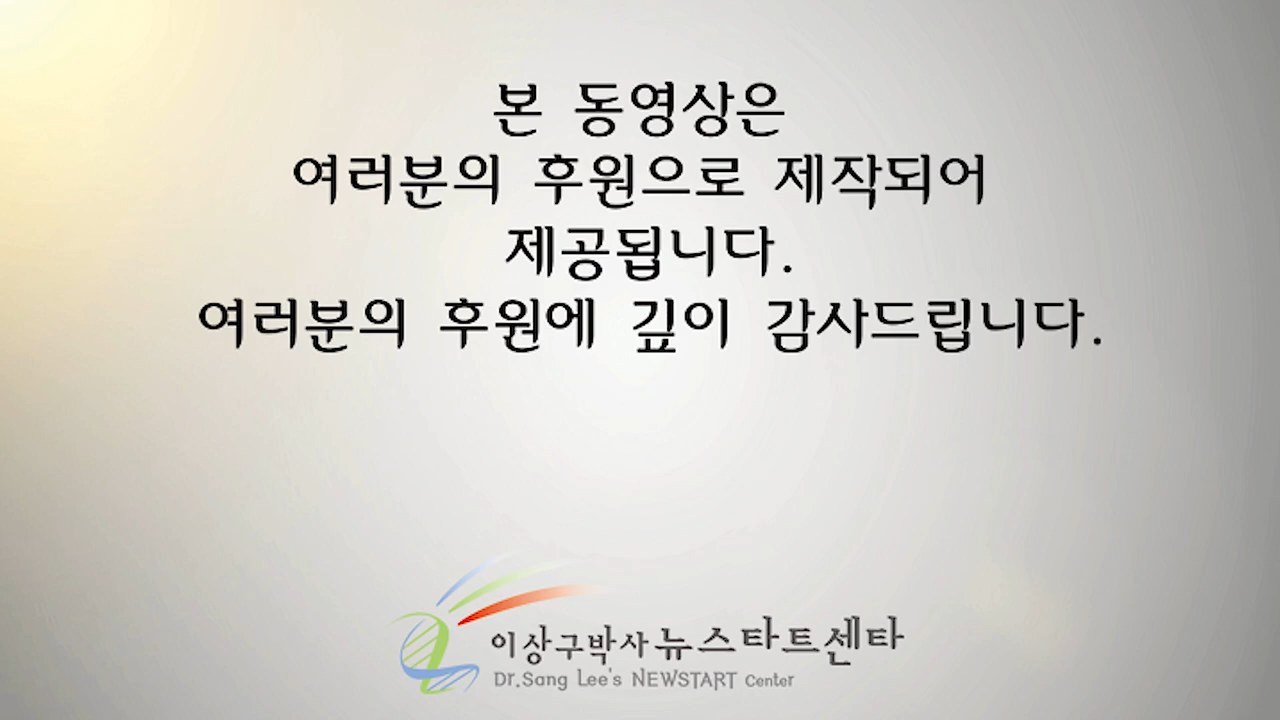 본 동영상은
여러분의 후원으로 제작되어
제공됩니다.
여러분의 후원에 깊이 감사드립니다.
이상구박사 뉴스타트센타
Dr.Sang Lee's NEWSTART Center